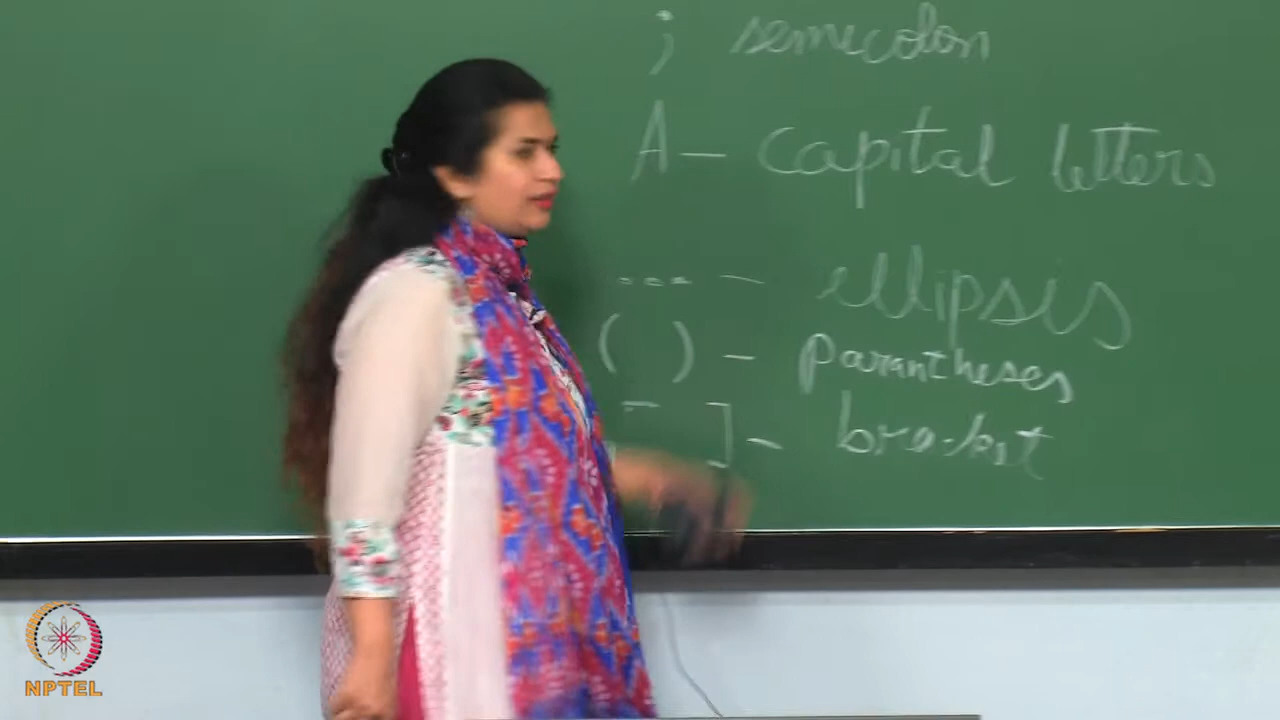 ; semicolon
A — capital letters
... — ellipsis
( ) — parantheses
[ ] — bracket
NPTEL